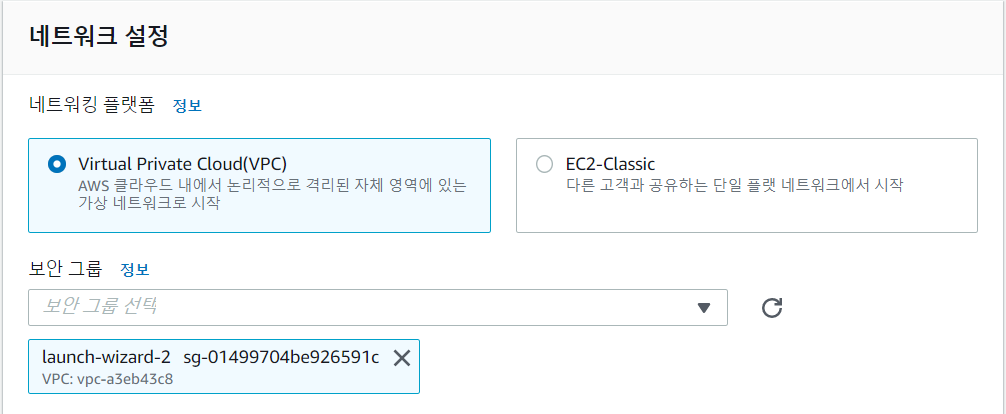 네트워크 설정
네트워킹 플랫폼 정보
Virtual Private Cloud(VPC)
AWS 클라우드 내에서 논리적으로 격리된 자체 영역에 있는
가상 네트워크로 시작
EC2-Classic
다른 고객과 공유하는 단일 플랫 네트워크에서 시작
보안 그룹 정보
보안 그룹 선택
launch-wizard-2 sg-01499704be926591c
VPC: vpc-a3eb43c8